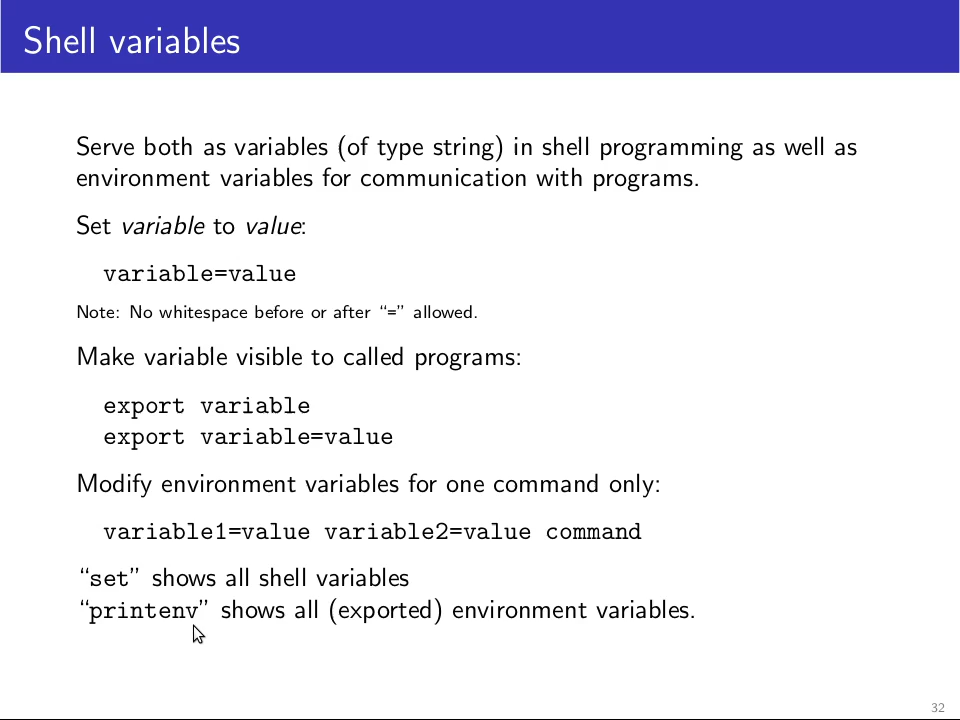 Shell variables
Serve both as variables (of type string) in shell programming as well as
environment variables for communication with programs.
Set variable to value:
variable=value
Note: No whitespace before or after “=” allowed.
Make variable visible to called programs:
export variable
export variable=value
Modify environment variables for one command only:
variable1=value variable2=value command
“set” shows all shell variables
“printenv” shows all (exported) environment variables.
32